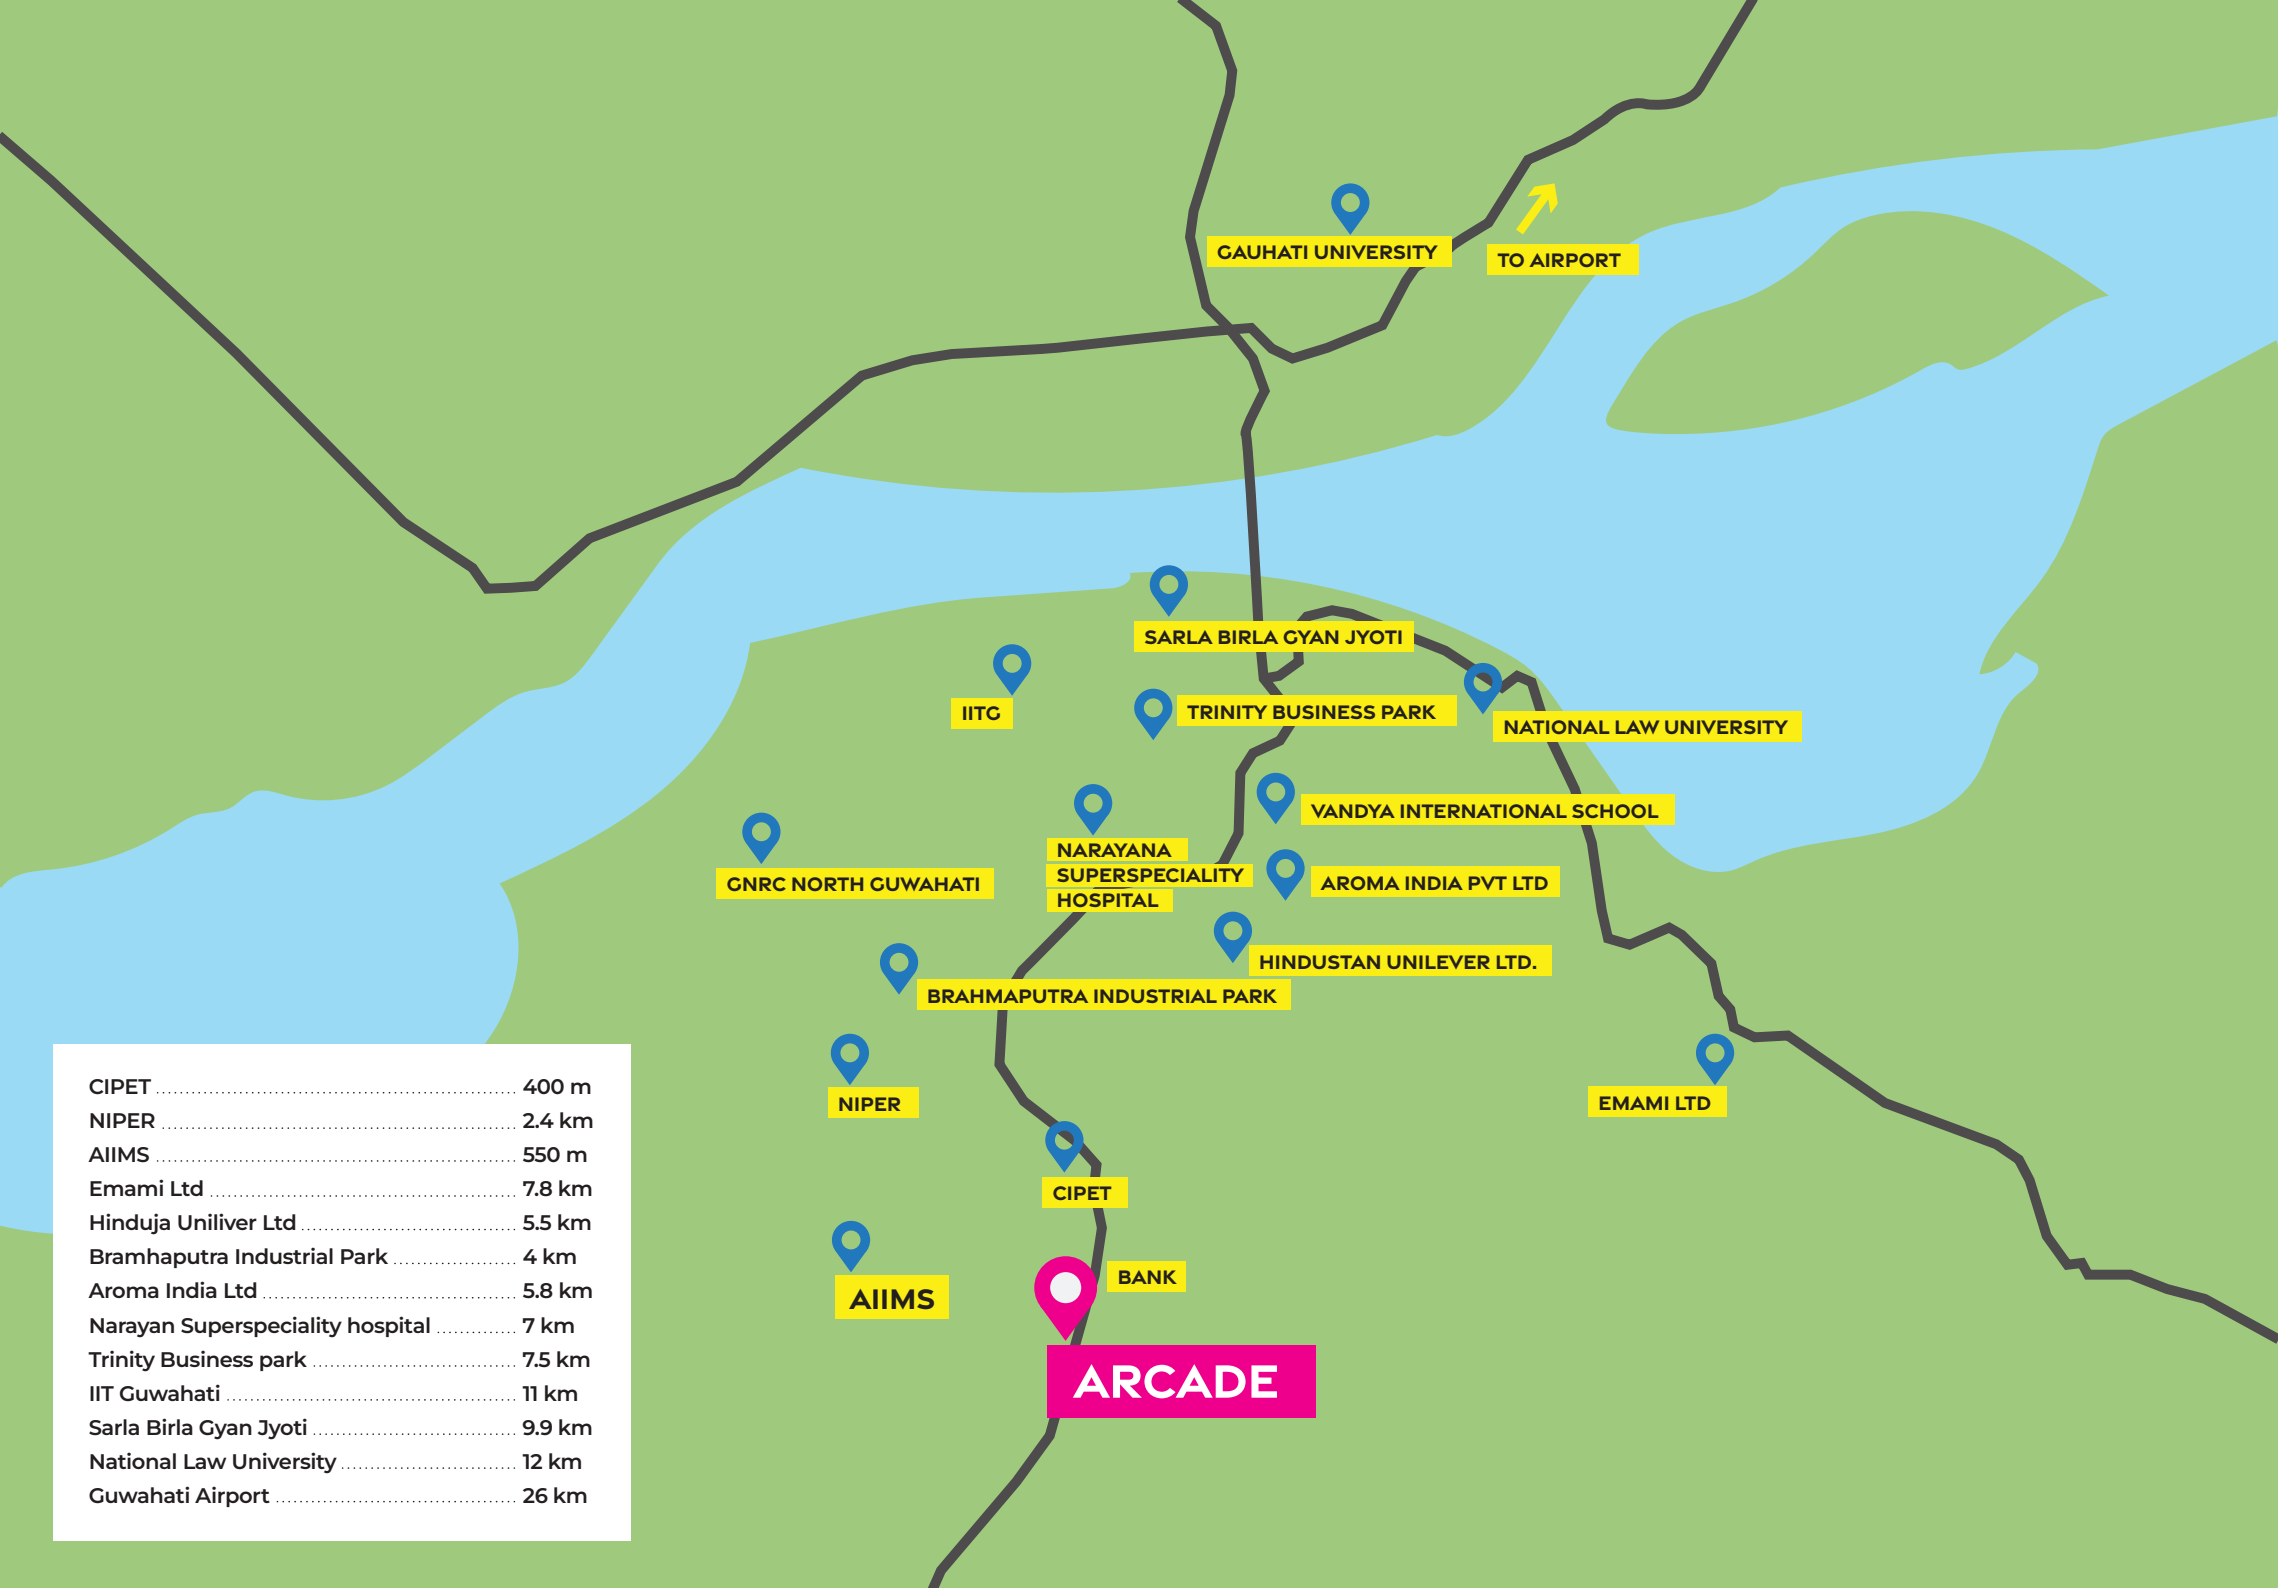 GAUHATI UNIVERSITY
TO AIRPORT
SARLA BIRLA GYAN JYOTI
IITG
TRINITY BUSINESS PARK
NATIONAL LAW UNIVERSITY
VANDYA INTERNATIONAL SCHOOL
NARAYANA
SUPERSPECIALITY
HOSPITAL
GNRC NORTH GUWAHATI
AROMA INDIA PVT LTD
HINDUSTAN UNILEVER LTD.
BRAHMAPUTRA INDUSTRIAL PARK
NIPER
EMAMI LTD
CIPET
AIIMS
BANK
ARCADE
CIPET 400 m
NIPER 2.4 km
AIIMS 550 m
Emami Ltd 7.8 km
Hinduja Uniliver Ltd 5.5 km
Bramhaputra Industrial Park 4 km
Aroma India Ltd 5.8 km
Narayan Superspeciality hospital 7 km
Trinity Business park 7.5 km
IIT Guwahati 11 km
Sarla Birla Gyan Jyoti 9.9 km
National Law University 12 km
Guwahati Airport 26 km